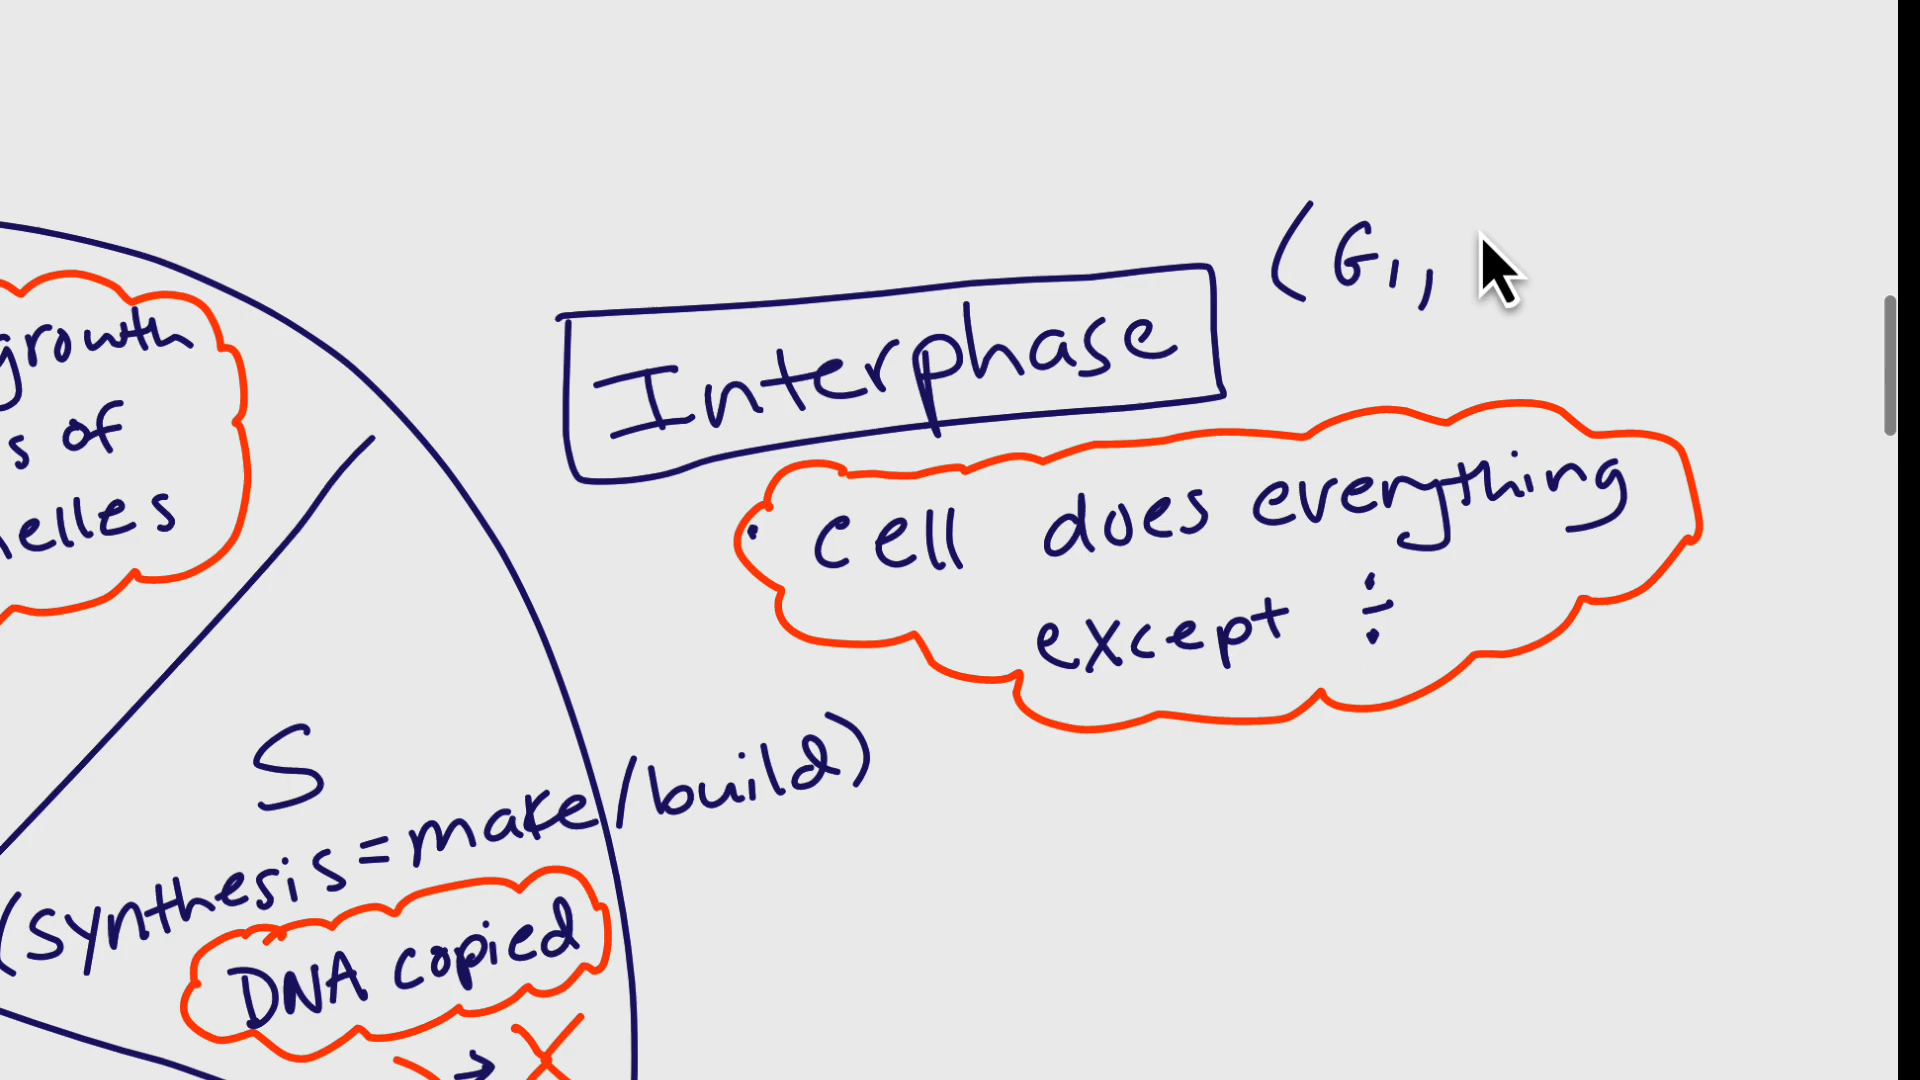 growth
s of
elles
Interphase (G1,
· cell does everything
except ÷
S
(synthesis = make/build)
DNA copied
→